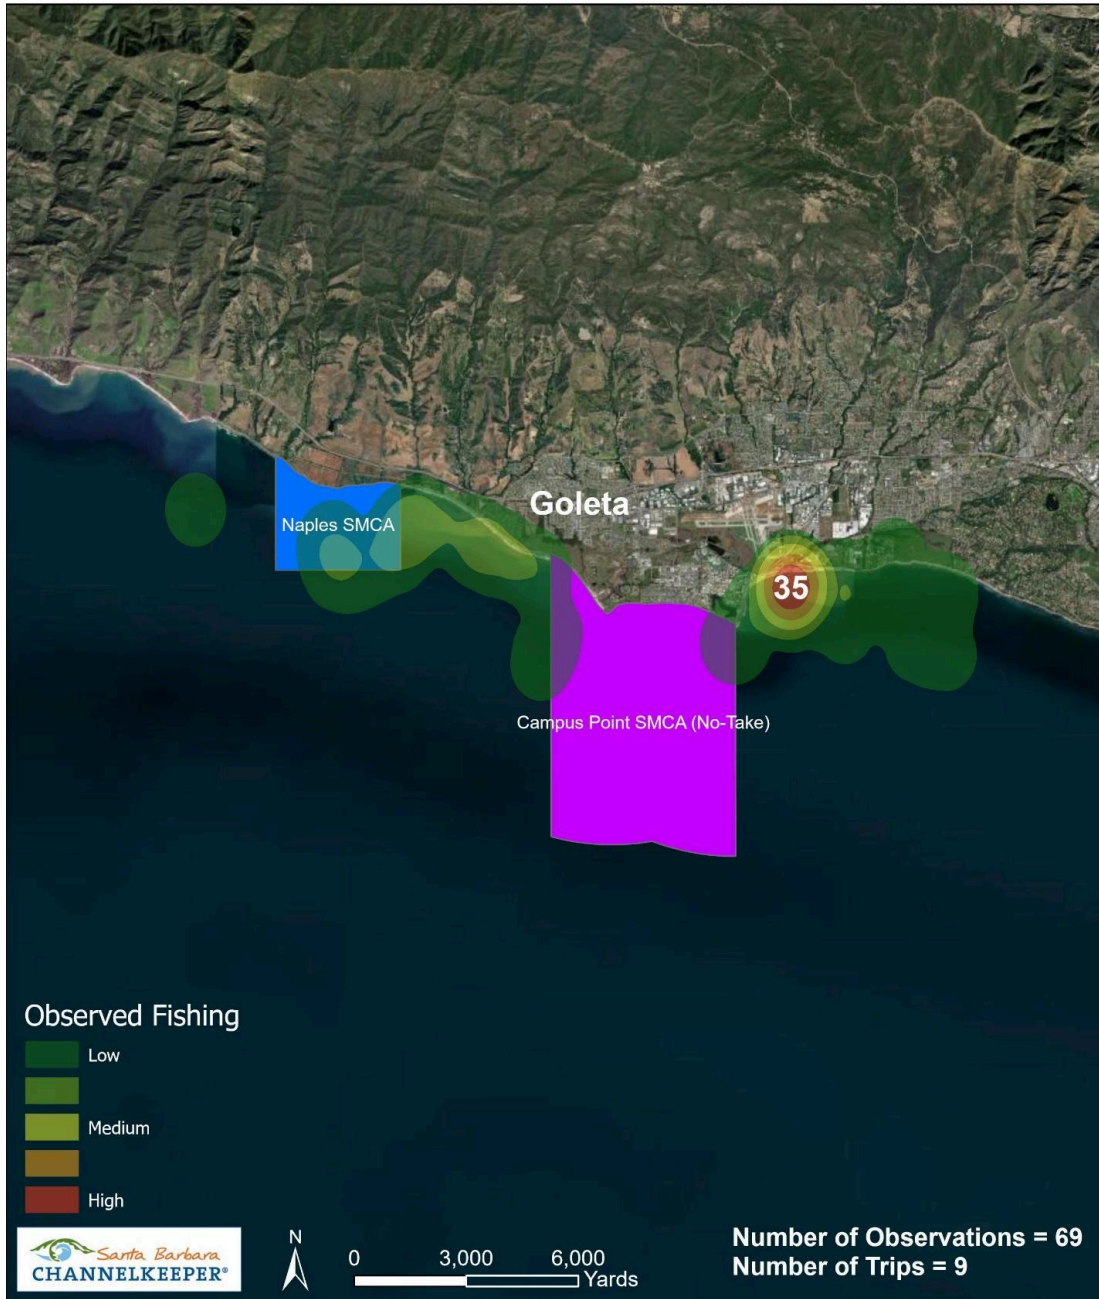 Goleta
Naples SMCA
35
Campus Point SMCA (No-Take)
Observed Fishing
Low
Medium
High
Santa Barbara
CHANNELKEEPER®
N
0 3,000 6,000
Yards
Number of Observations = 69
Number of Trips = 9